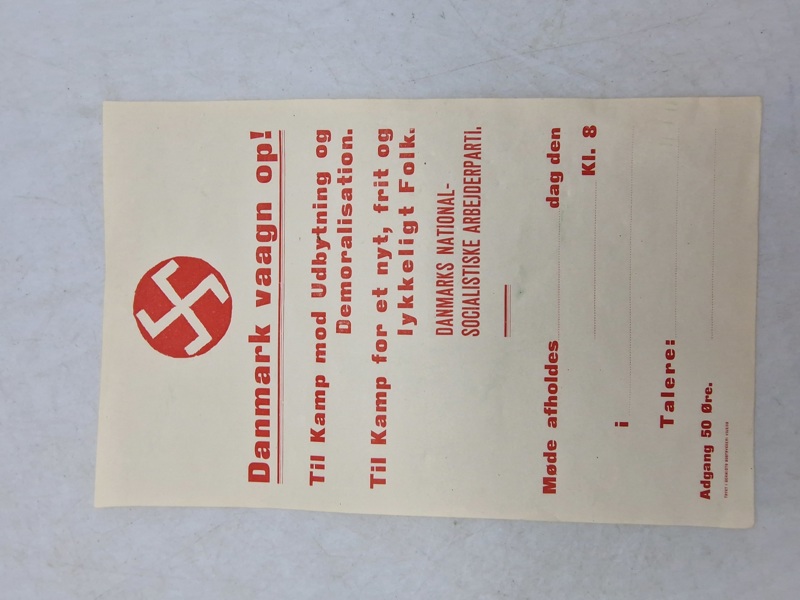 Danmark vaagn op!
Til Kamp mod Udbytning og
Demoralisation.
Til Kamp for et nyt, frit og
lykkeligt Folk.
DANMARKS NATIONAL-
SOCIALISTISKE ARBEJDERPARTI.
Møde afholdes dag den
Kl. 8
i
Talere:
Adgang 50 Øre.